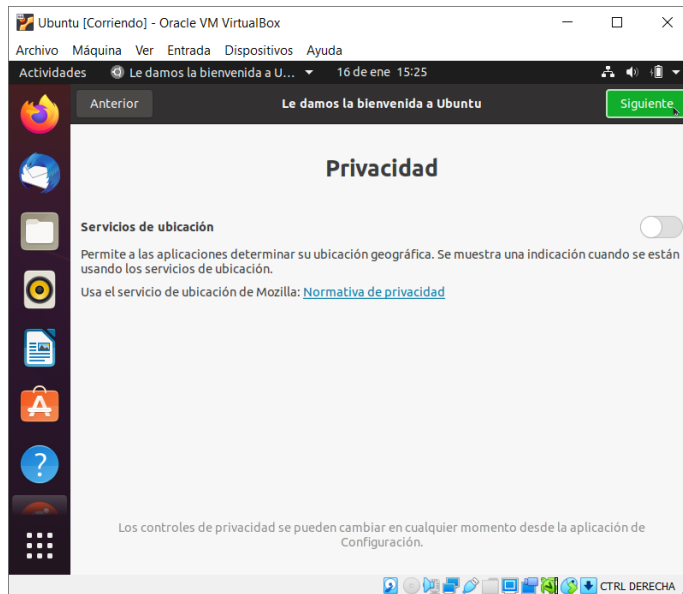 Ubuntu [Corriendo] - Oracle VM VirtualBox
Archivo Máquina Ver Entrada Dispositivos Ayuda
Actividades Le damos la bienvenida a U... 16 de ene 15:25
Anterior Le damos la bienvenida a Ubuntu Siguiente
Privacidad
Servicios de ubicación
Permite a las aplicaciones determinar su ubicación geográfica. Se muestra una indicación cuando se están
usando los servicios de ubicación.
Usa el servicio de ubicación de Mozilla: Normativa de privacidad
Los controles de privacidad se pueden cambiar en cualquier momento desde la aplicación de
Configuración.
CTRL DERECHA